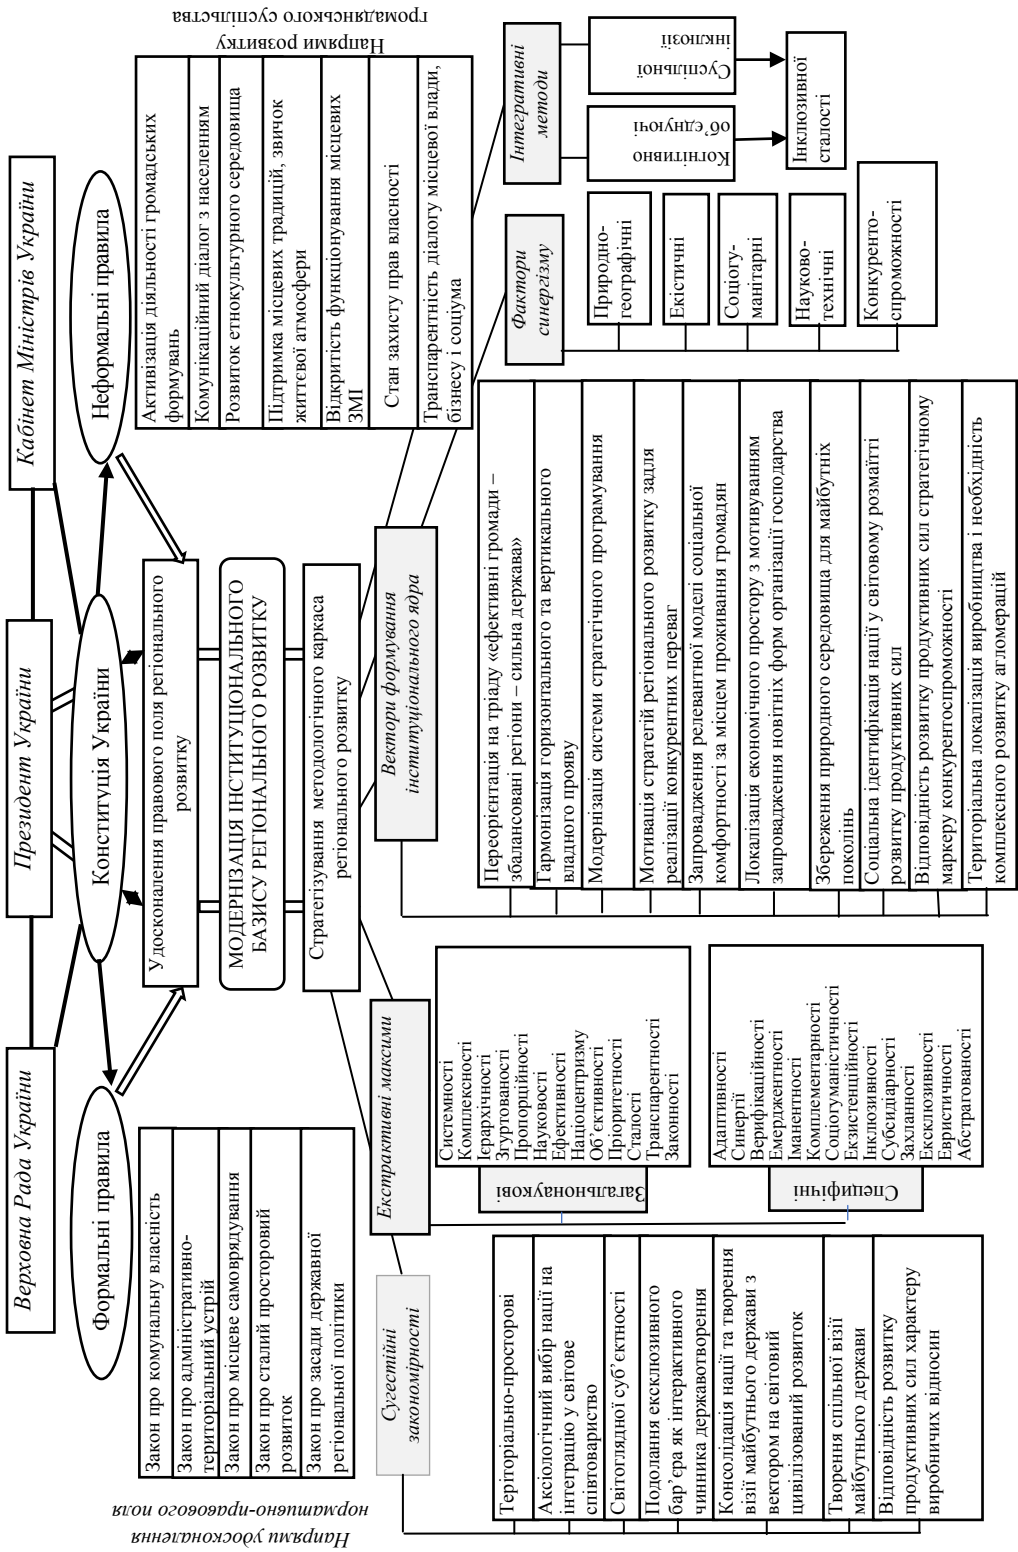 Верховна Рада України
Президент України
Кабінет Міністрів України
Формальні правила
Конституція України
Неформальні правила
Напрями удосконалення
нормативно-правового поля
Закон про комунальну власність
Закон про адміністративно-
територіальний устрій
Закон про місцеве самоврядування
Закон про сталий просторовий
розвиток
Закон про засади державної
регіональної політики
Удосконалення правового поля регіонального
розвитку
МОДЕРНІЗАЦІЯ ІНСТИТУЦІОНАЛЬНОГО
БАЗИСУ РЕГІОНАЛЬНОГО РОЗВИТКУ
Стратегізування методологічного каркаса
регіонального розвитку
Активізація діяльності громадських
формувань
Комунікаційний діалог з населенням
Розвиток етнокультурного середовища
Підтримка місцевих традицій, звичок
життєвої атмосфери
Відкритість функціонування місцевих
ЗМІ
Стан захисту прав власності
Транспарентність діалогу місцевої влади,
бізнесу і соціума
Напрями розвитку
громадянського суспільства
Сугестійні
закономірності
Екстрактивні максими
Вектори формування
інституціонального ядра
Фактори
синергізму
Інтегративні
методи
Теріторіально-просторові
Аксіологічний вибір нації на
інтеграцію у світове
співтовариство
Світоглядної суб’єктності
Подолання ексклюзивного
бар’єра як інтерактивного
чинника державотворення
Консолідація нації та творення
візії майбутнього держави з
вектором на світовий
цивілізований розвиток
Творення спільної візії
майбутнього держави
Відповідність розвитку
продуктивних сил характеру
виробничих відносин
Загальнонаукові
Системності
Комплексності
Ієрархічності
Згуртованості
Пропорційності
Науковості
Ефективності
Націоцентризму
Об’єктивності
Пріоритетності
Сталості
Транспарентності
Законності
Специфічні
Адаптивності
Синергії
Верифікаційності
Емерджентності
Іманентності
Комплементарності
Соціогуманістичності
Екзистенційності
Інклюзивності
Субсидіарності
Захланності
Ексклюзивності
Евристичності
Абстрагованості
Переорієнтація на тріаду «ефективні громади –
збалансовані регіони – сильна держава»
Гармонізація горизонтального та вертикального
владного прояву
Модернізація системи стратегічного програмування
Мотивація стратегій регіонального розвитку задля
реалізації конкурентних переваг
Запровадження релевантної моделі соціальної
комфортності за місцем проживання громадян
Локалізація економічного простору з мотивуванням
запровадження новітніх форм організації господарства
Збереження природного середовища для майбутніх
поколінь
Соціальна ідентифікація нації у світовому розмаїтті
розвитку продуктивних сил
Відповідність розвитку продуктивних сил стратегічному
маркеру конкурентоспроможності
Територіальна локалізація виробництва і необхідність
комплексного розвитку агломерацій
Природно-
географічні
Екістичні
Соціогу-
манітарні
Науково-
технічні
Конкуренто-
спроможності
Когнітивно
об’єднуючі
Суспільної
інклюзії
Інклюзивної
сталості